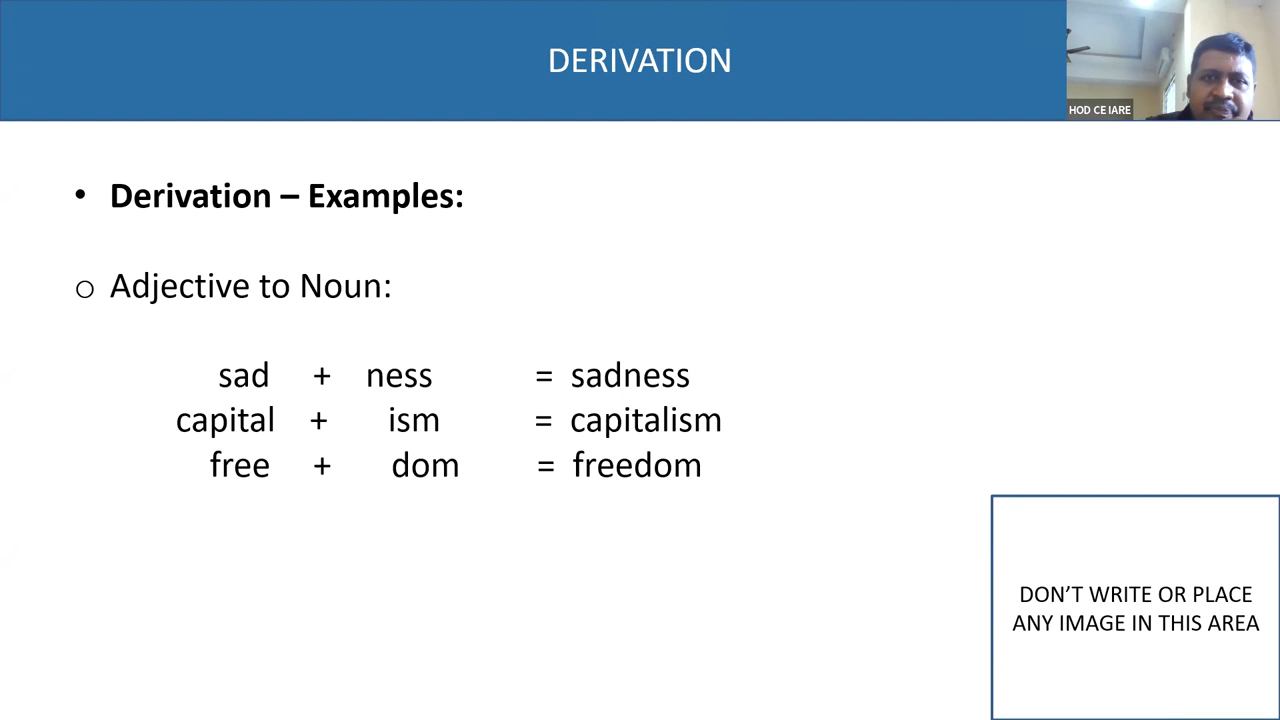 DERIVATION
HOD CE IARE
• Derivation – Examples:
o Adjective to Noun:
sad + ness = sadness
capital + ism = capitalism
free + dom = freedom
DON’T WRITE OR PLACE
ANY IMAGE IN THIS AREA